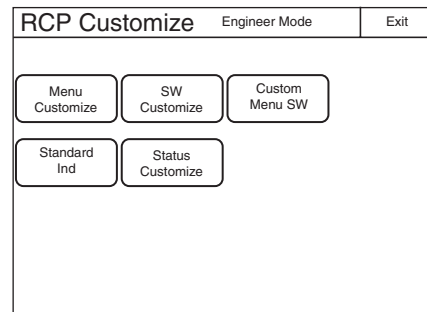 RCP Customize Engineer Mode Exit
Menu
Customize
SW
Customize
Custom
Menu SW
Standard
Ind
Status
Customize